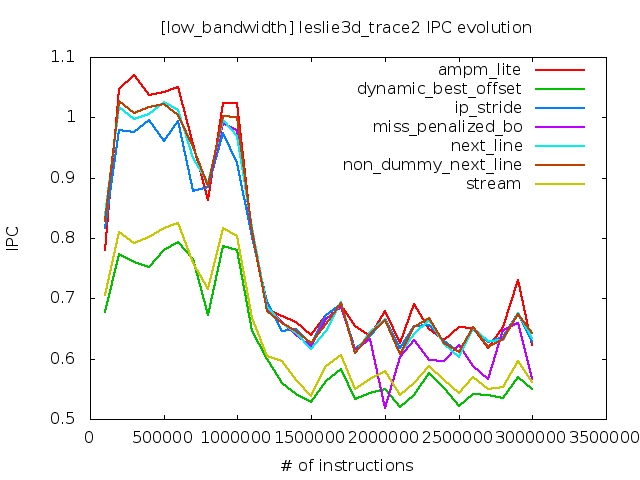 [low_bandwidth] leslie3d_trace2 IPC evolution
1.1
1
0.9
0.8
0.7
0.6
0.5
IPC
ampm_lite
dynamic_best_offset
ip_stride
miss_penalized_bo
next_line
non_dummy_next_line
stream
0 500000 1000000 1500000 2000000 2500000 3000000 3500000
# of instructions